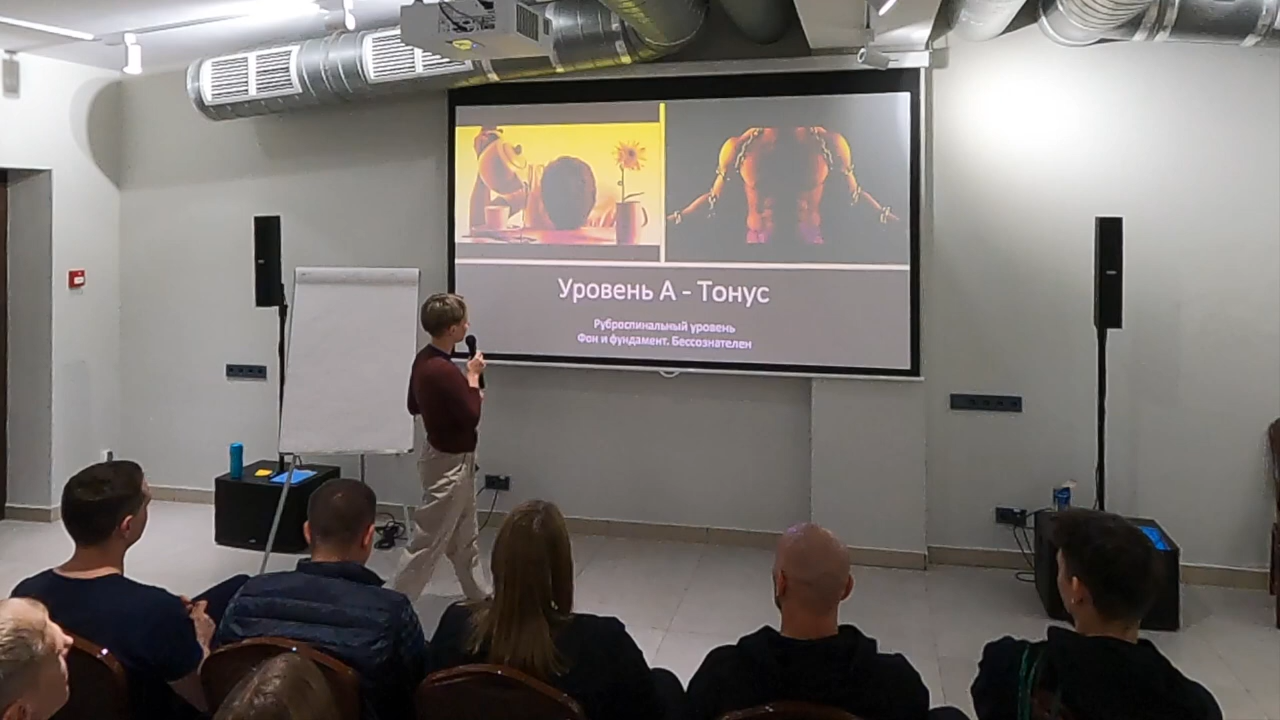 Уровень А - Тонус
Руброспинальный уровень
Фон и фундамент. Бессознателен